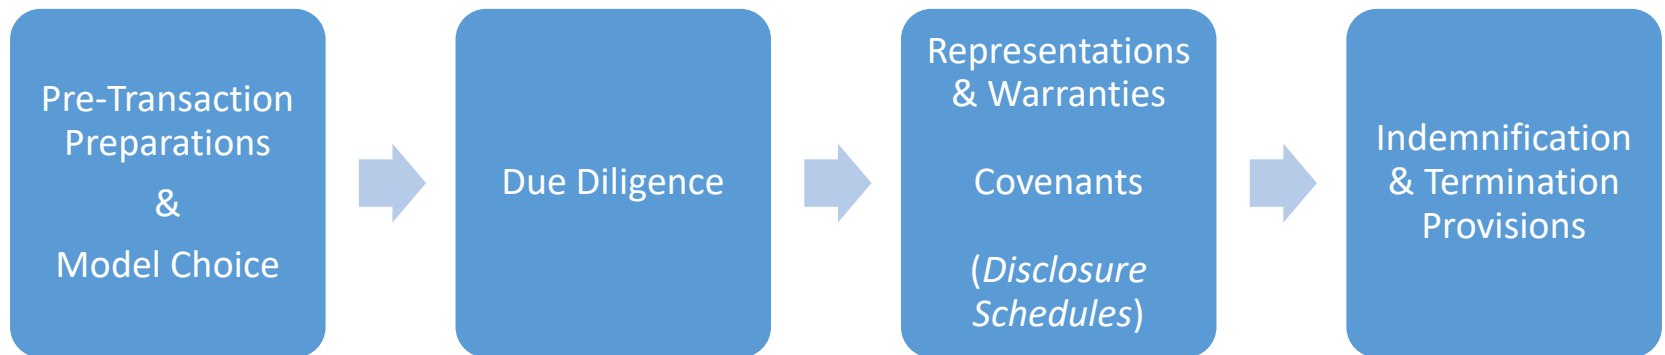 Pre-Transaction
Preparations
&
Model Choice
Due Diligence
Representations
& Warranties
Covenants
(Disclosure
Schedules)
Indemnification
& Termination
Provisions